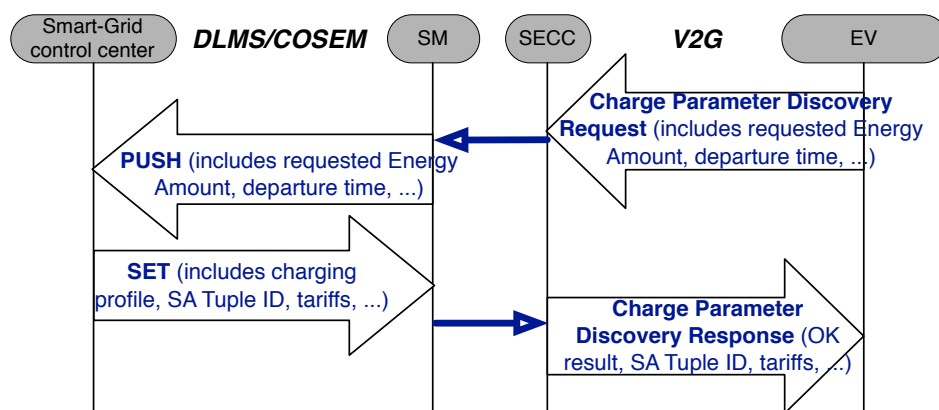 Smart-Grid
control center
DLMS/COSEM
SM
SECC
V2G
EV
Charge Parameter Discovery
Request (includes requested Energy
Amount, departure time, ...)
PUSH (includes requested Energy
Amount, departure time, ...)
SET (includes charging
profile, SA Tuple ID, tariffs, ...)
Charge Parameter
Discovery Response (OK
result, SA Tuple ID, tariffs, ...)